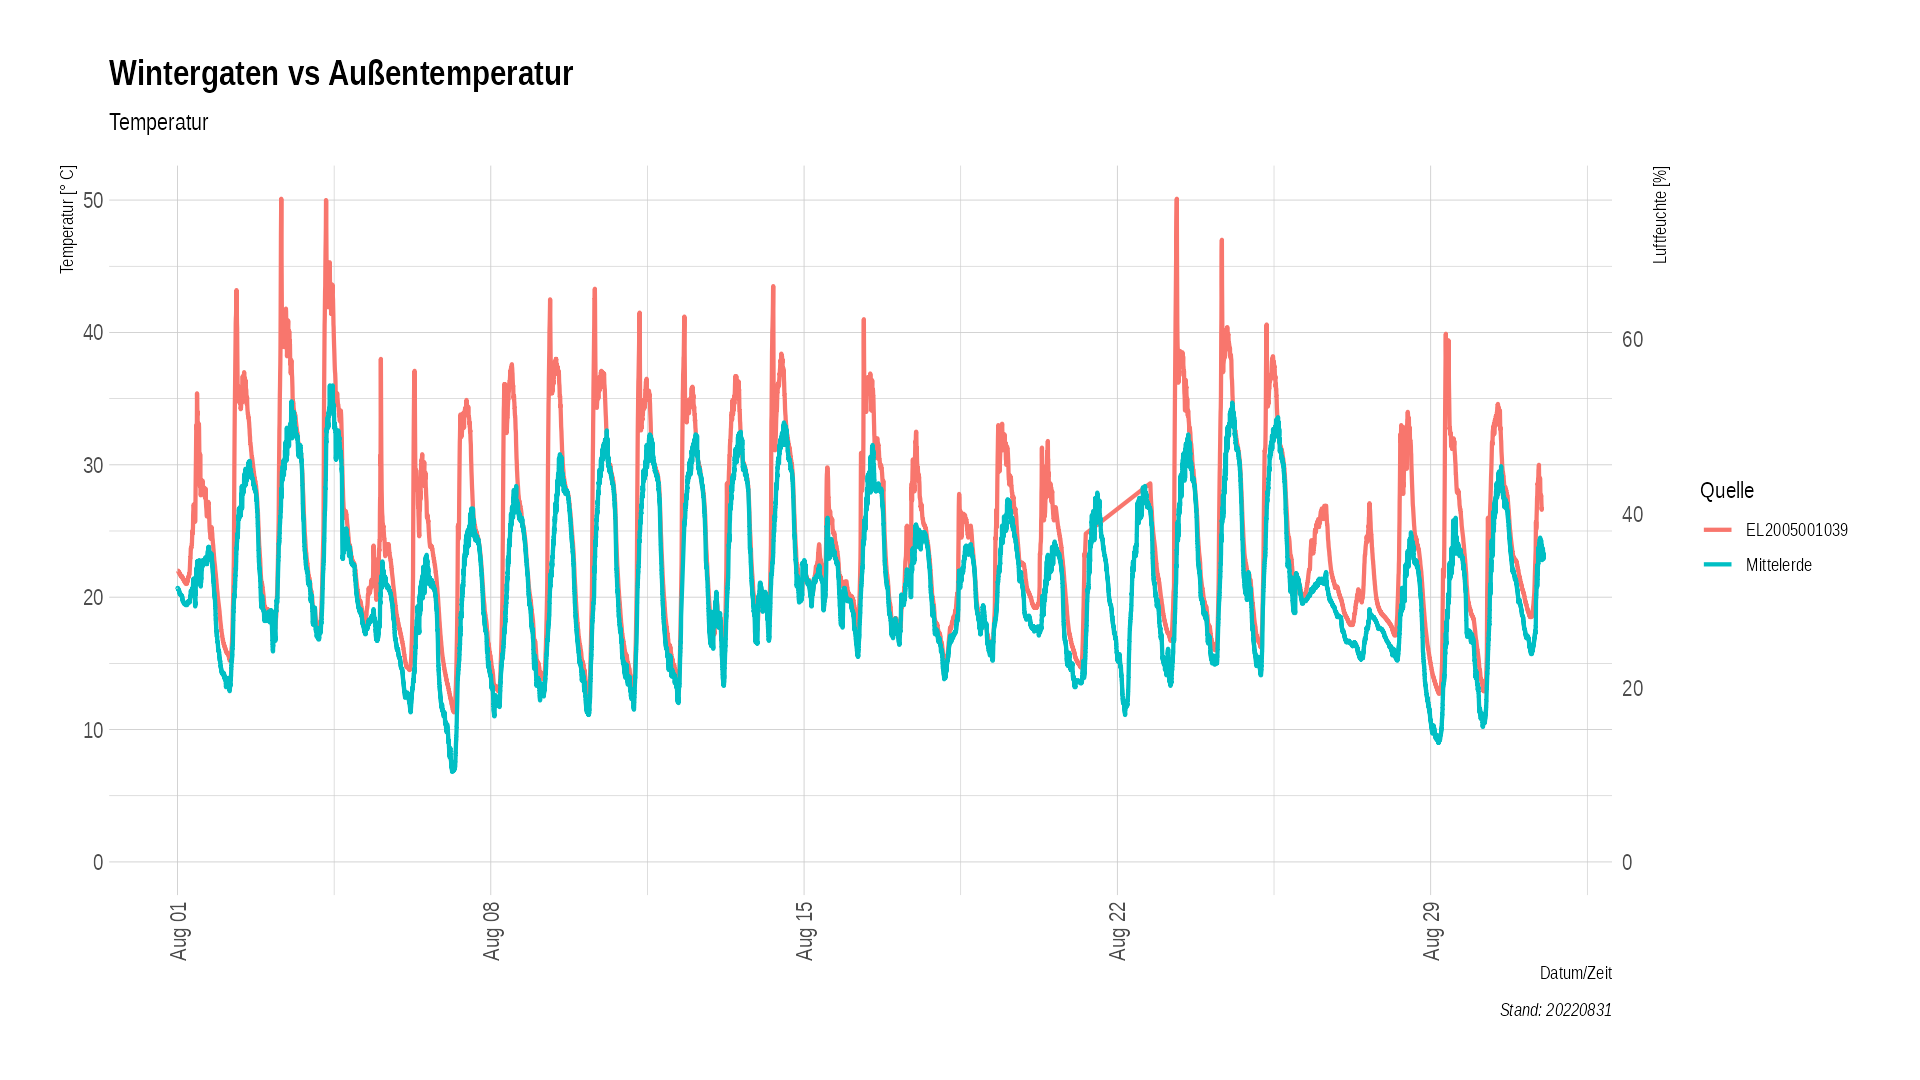 Wintergaten vs Außentemperatur
Temperatur
Temperatur [° C]
50
40
30
20
10
0
Luftfeuchte [%]
60
40
20
0
Quelle
EL2005001039
Mittelerde
Aug 01
Aug 08
Aug 15
Aug 22
Aug 29
Datum/Zeit
Stand: 20220831